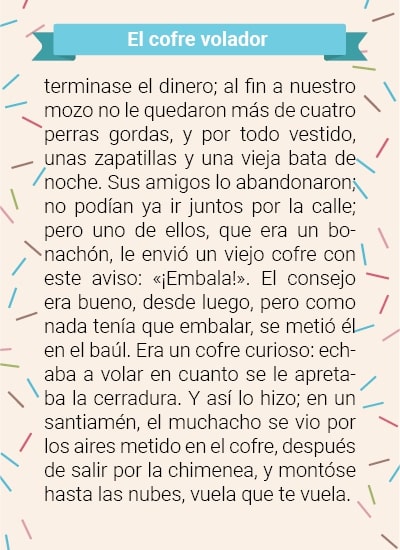 El cofre volador
terminase el dinero; al fin a nuestro
mozo no le quedaron más de cuatro
perras gordas, y por todo vestido,
unas zapatillas y una vieja bata de
noche. Sus amigos lo abandonaron;
no podían ya ir juntos por la calle;
pero uno de ellos, que era un bo-
nachón, le envió un viejo cofre con
este aviso: «¡Embala!». El consejo
era bueno, desde luego, pero como
nada tenía que embalar, se metió él
en el baúl. Era un cofre curioso: ech-
aba a volar en cuanto se le apreta-
ba la cerradura. Y así lo hizo; en un
santiamén, el muchacho se vio por
los aires metido en el cofre, después
de salir por la chimenea, y montóse
hasta las nubes, vuela que te vuela.